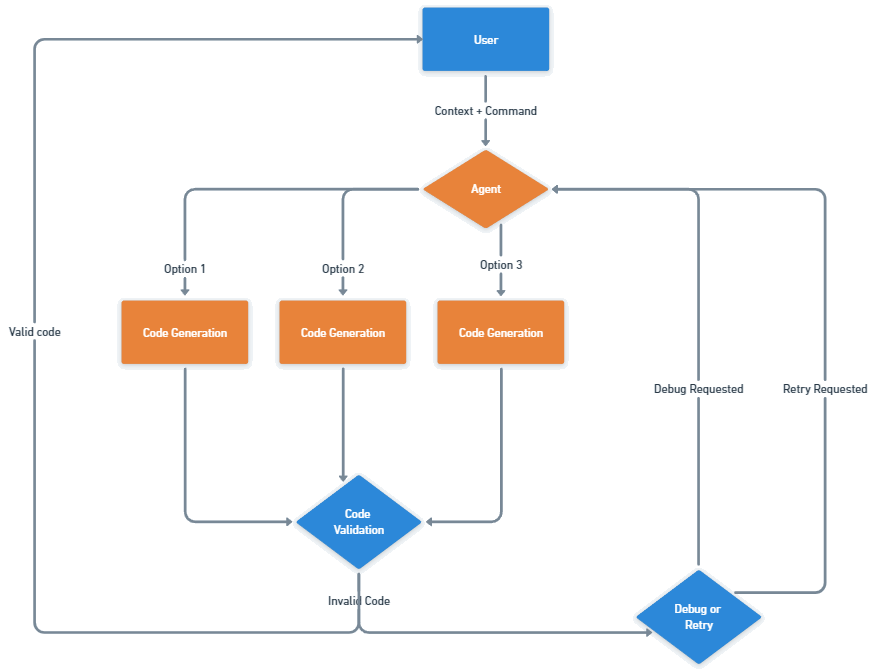 User
Context + Command
Agent
Option 1
Option 2
Option 3
Code Generation
Code Generation
Code Generation
Valid code
Debug Requested
Retry Requested
Code
Validation
Invalid Code
Debug or
Retry